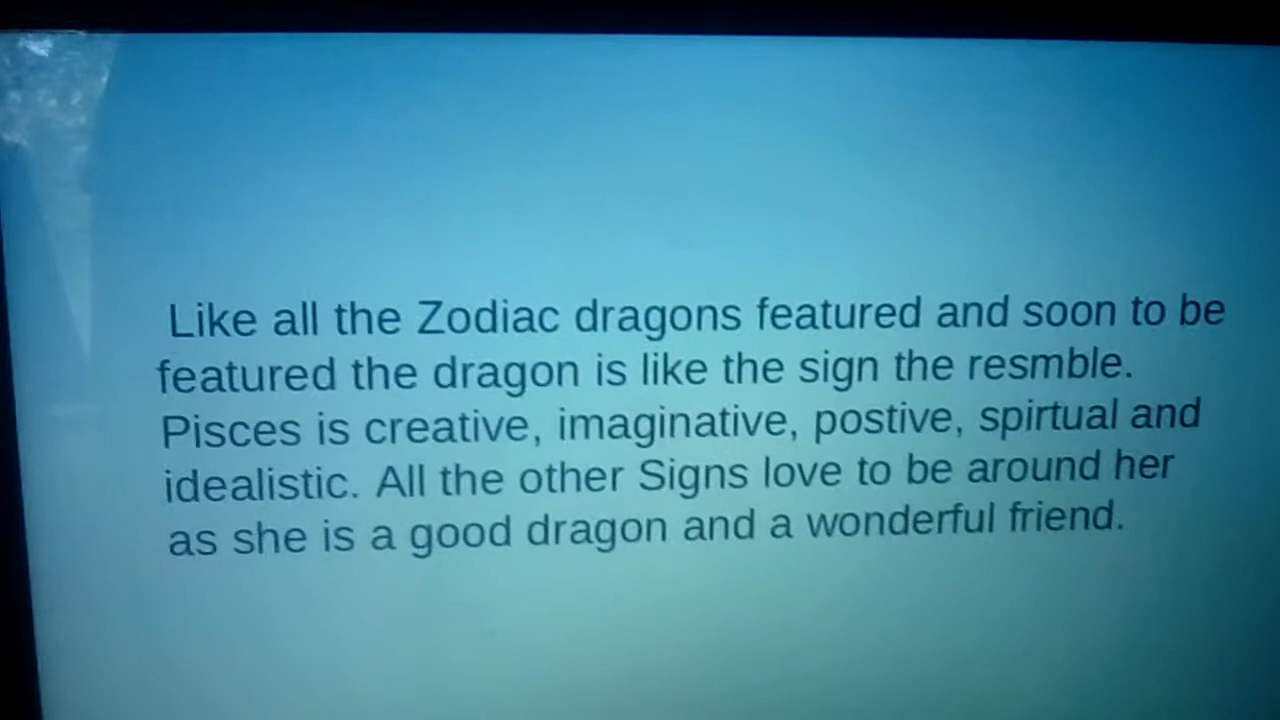 Like all the Zodiac dragons featured and soon to be
featured the dragon is like the sign the resmble.
Pisces is creative, imaginative, postive, spirtual and
idealistic. All the other Signs love to be around her
as she is a good dragon and a wonderful friend.